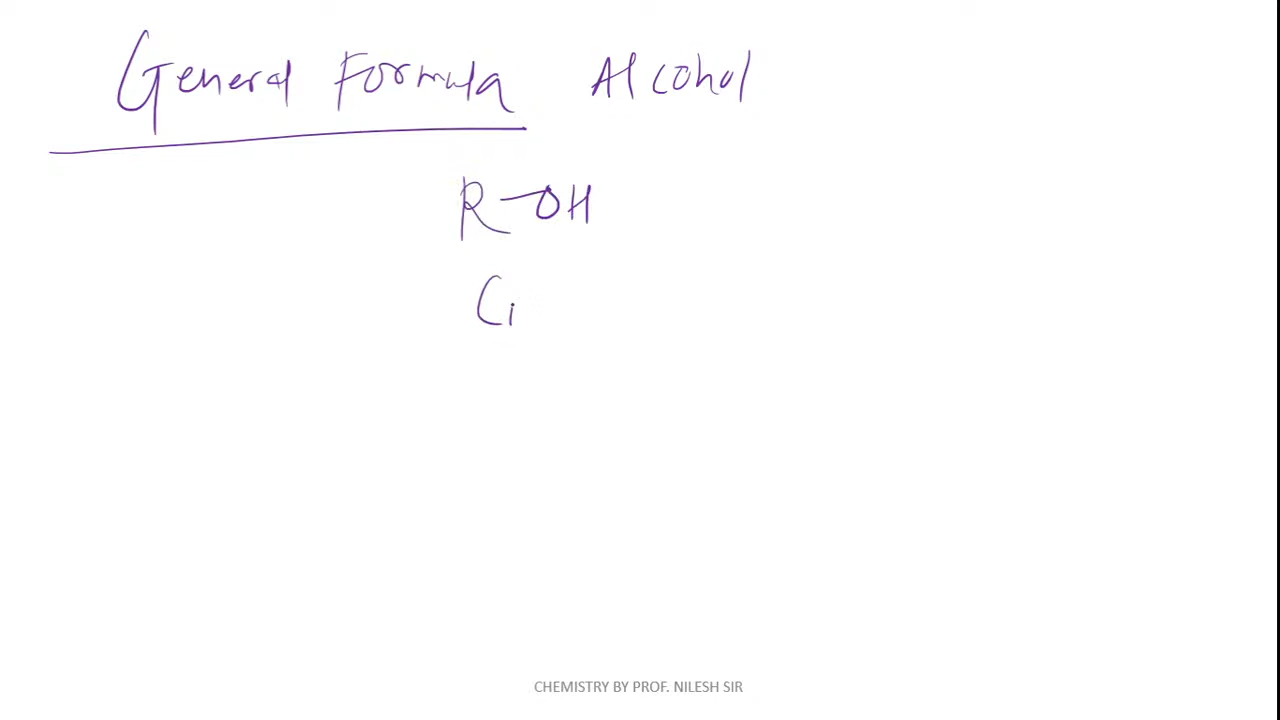 General Formula Alcohol
R-OH
C
CHEMISTRY BY PROF. NILESH SIR